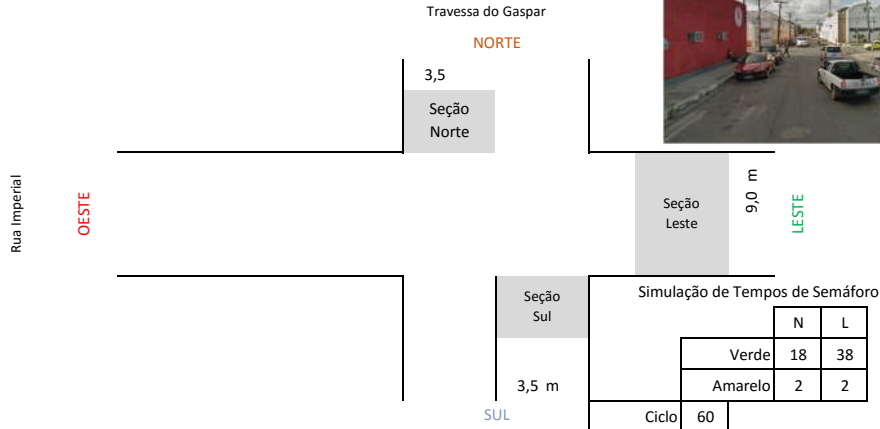 Travessa do Gaspar
NORTE
3,5
Seção
Norte
Rua Imperial
OESTE
Seção
Leste
9,0 m
LESTE
Seção
Sul
3,5 m
SUL
Simulação de Tempos de Semáforo
N L
Verde 18 38
Amarelo 2 2
Ciclo 60